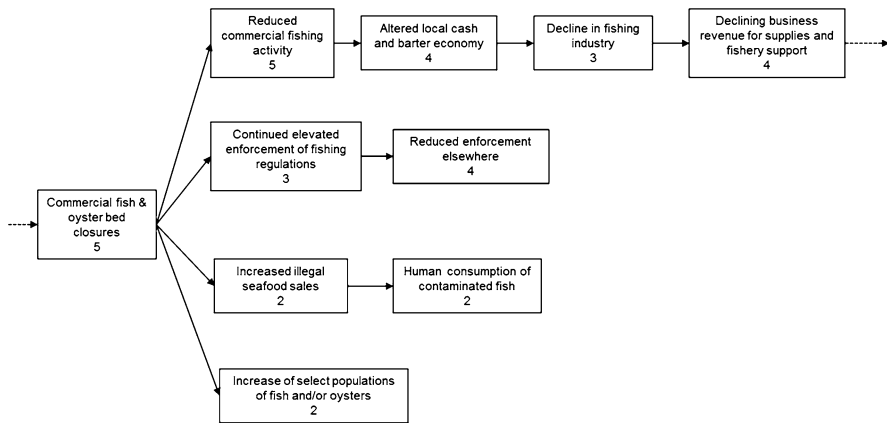 Reduced
commercial fishing
activity
5
Altered local cash
and barter economy
4
Decline in fishing
industry
3
Declining business
revenue for supplies and
fishery support
4
Continued elevated
enforcement of fishing
regulations
3
Reduced enforcement
elsewhere
4
Commercial fish &
oyster bed
closures
5
Increased illegal
seafood sales
2
Human consumption of
contaminated fish
2
Increase of select populations
of fish and/or oysters
2